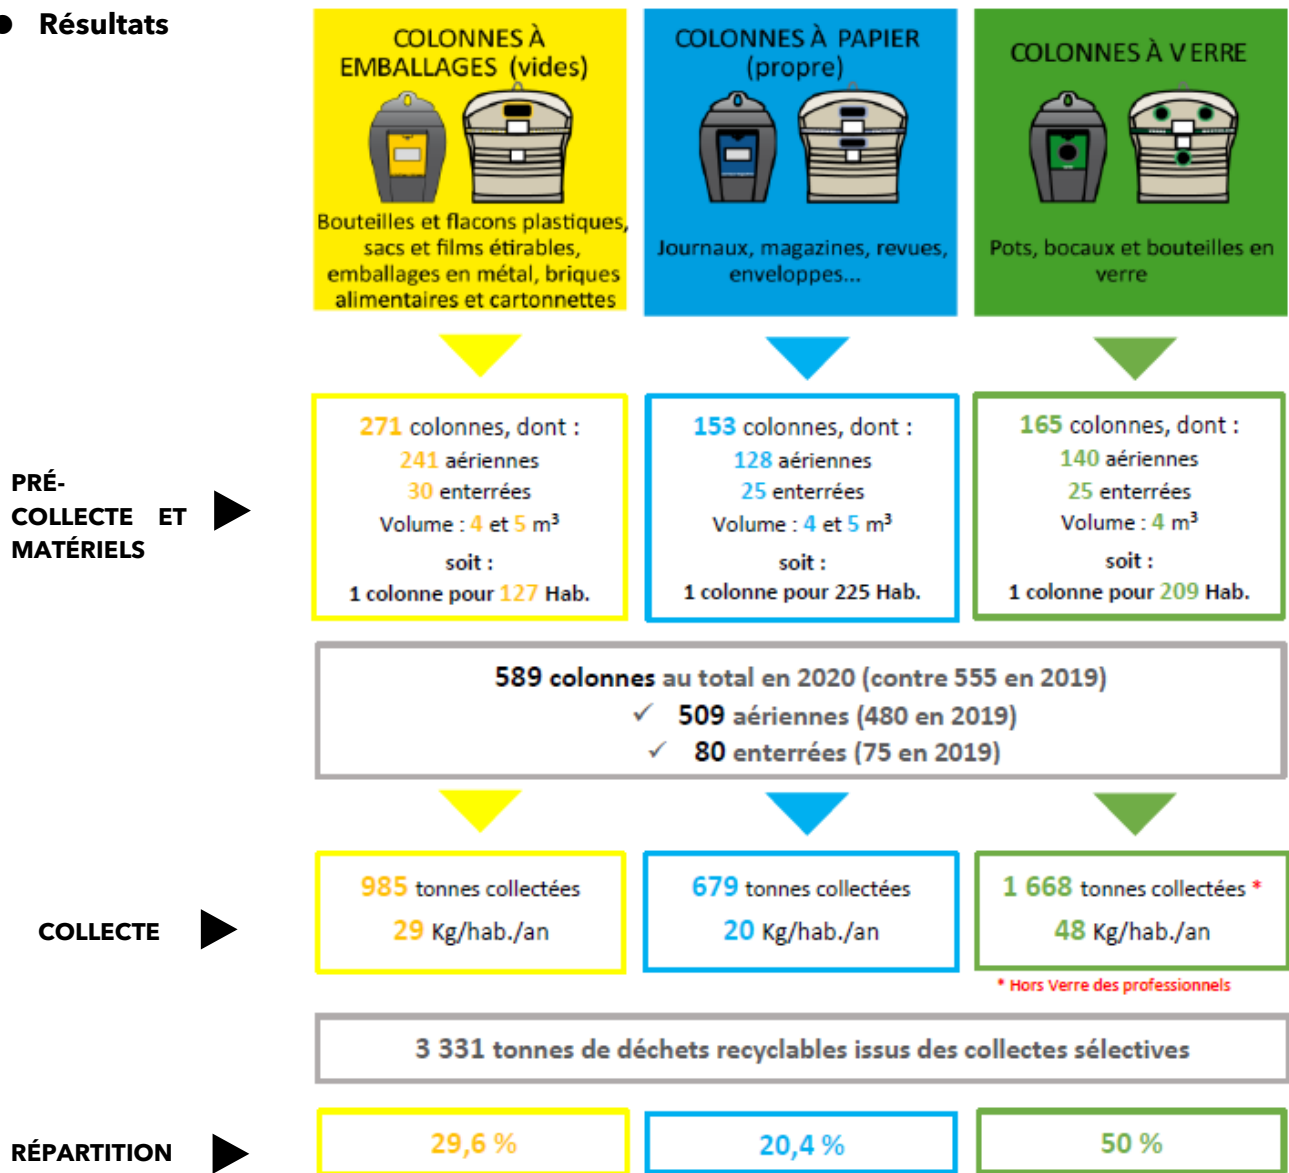 ● Résultats
COLONNES À
EMBALLAGES (vides)
Bouteilles et flacon plastiques,
sacs et films étirables,
emballages en métal, briques
alimentaires et cartonnettes
COLONNES À PAPIER
(propre)
Journaux, magazines, revues,
enveloppes...
COLONNES À VERRE
Pots, bocaux et bouteilles en
verre
PRÉ-
COLLECTE ET
MATÉRIELS
271 colonnes, dont :
241 aériennes
30 enterrées
Volume : 4 et 5 m³
soit :
1 colonne pour 127 Hab.
153 colonnes, dont :
128 aériennes
25 enterrées
Volume : 4 et 5 m³
soit :
1 colonne pour 225 Hab.
165 colonnes, dont :
140 aériennes
25 enterrées
Volume : 4 m³
soit :
1 colonne pour 209 Hab.
589 colonnes au total en 2020 (contre 555 en 2019)
✓ 509 aériennes (480 en 2019)
✓ 80 enterrées (75 en 2019)
COLLECTE
985 tonnes collectées
29 Kg/hab./an
679 tonnes collectées
20 Kg/hab./an
1 668 tonnes collectées *
48 Kg/hab./an
* Hors Verre des professionnels
3 331 tonnes de déchets recyclables issus des collectes sélectives
RÉPARTITION
29,6 %
20,4 %
50 %